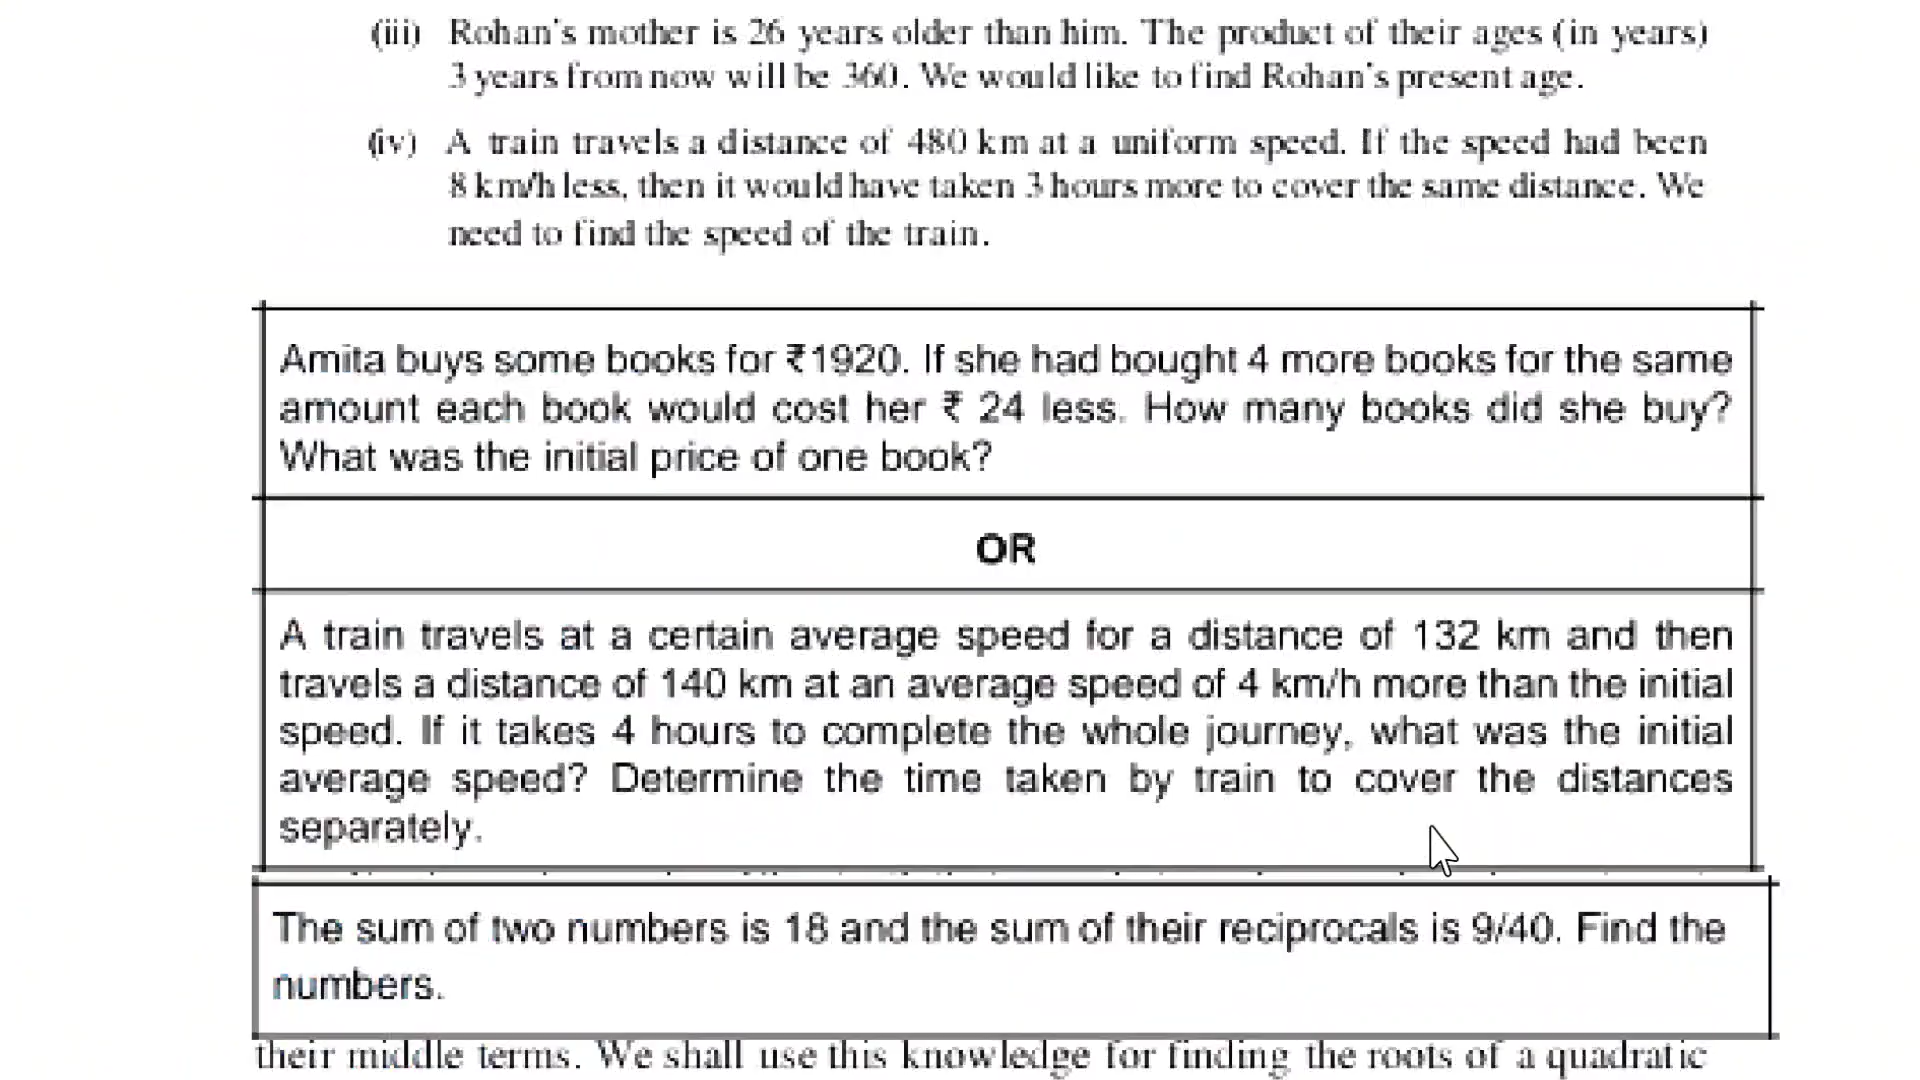 (iii) Rohan's mother is 26 years older than him. The product of their ages (in years)
3 years from now will be 360. We would like to find Rohan's present age.
(iv) A train travels a distance of 480 km at a uniform speed. If the speed had been
8 km/h less, then it would have taken 3 hours more to cover the same distance. We
need to find the speed of the train.
Amita buys some books for ₹1920. If she had bought 4 more books for the same
amount each book would cost her ₹ 24 less. How many books did she buy?
What was the initial price of one book?
OR
A train travels at a certain average speed for a distance of 132 km and then
travels a distance of 140 km at an average speed of 4 km/h more than the initial
speed. If it takes 4 hours to complete the whole journey, what was the initial
average speed? Determine the time taken by train to cover the distances
separately.
The sum of two numbers is 18 and the sum of their reciprocals is 9/40. Find the
numbers.
their middle terms. We shall use this knowledge for finding the roots of a quadratic